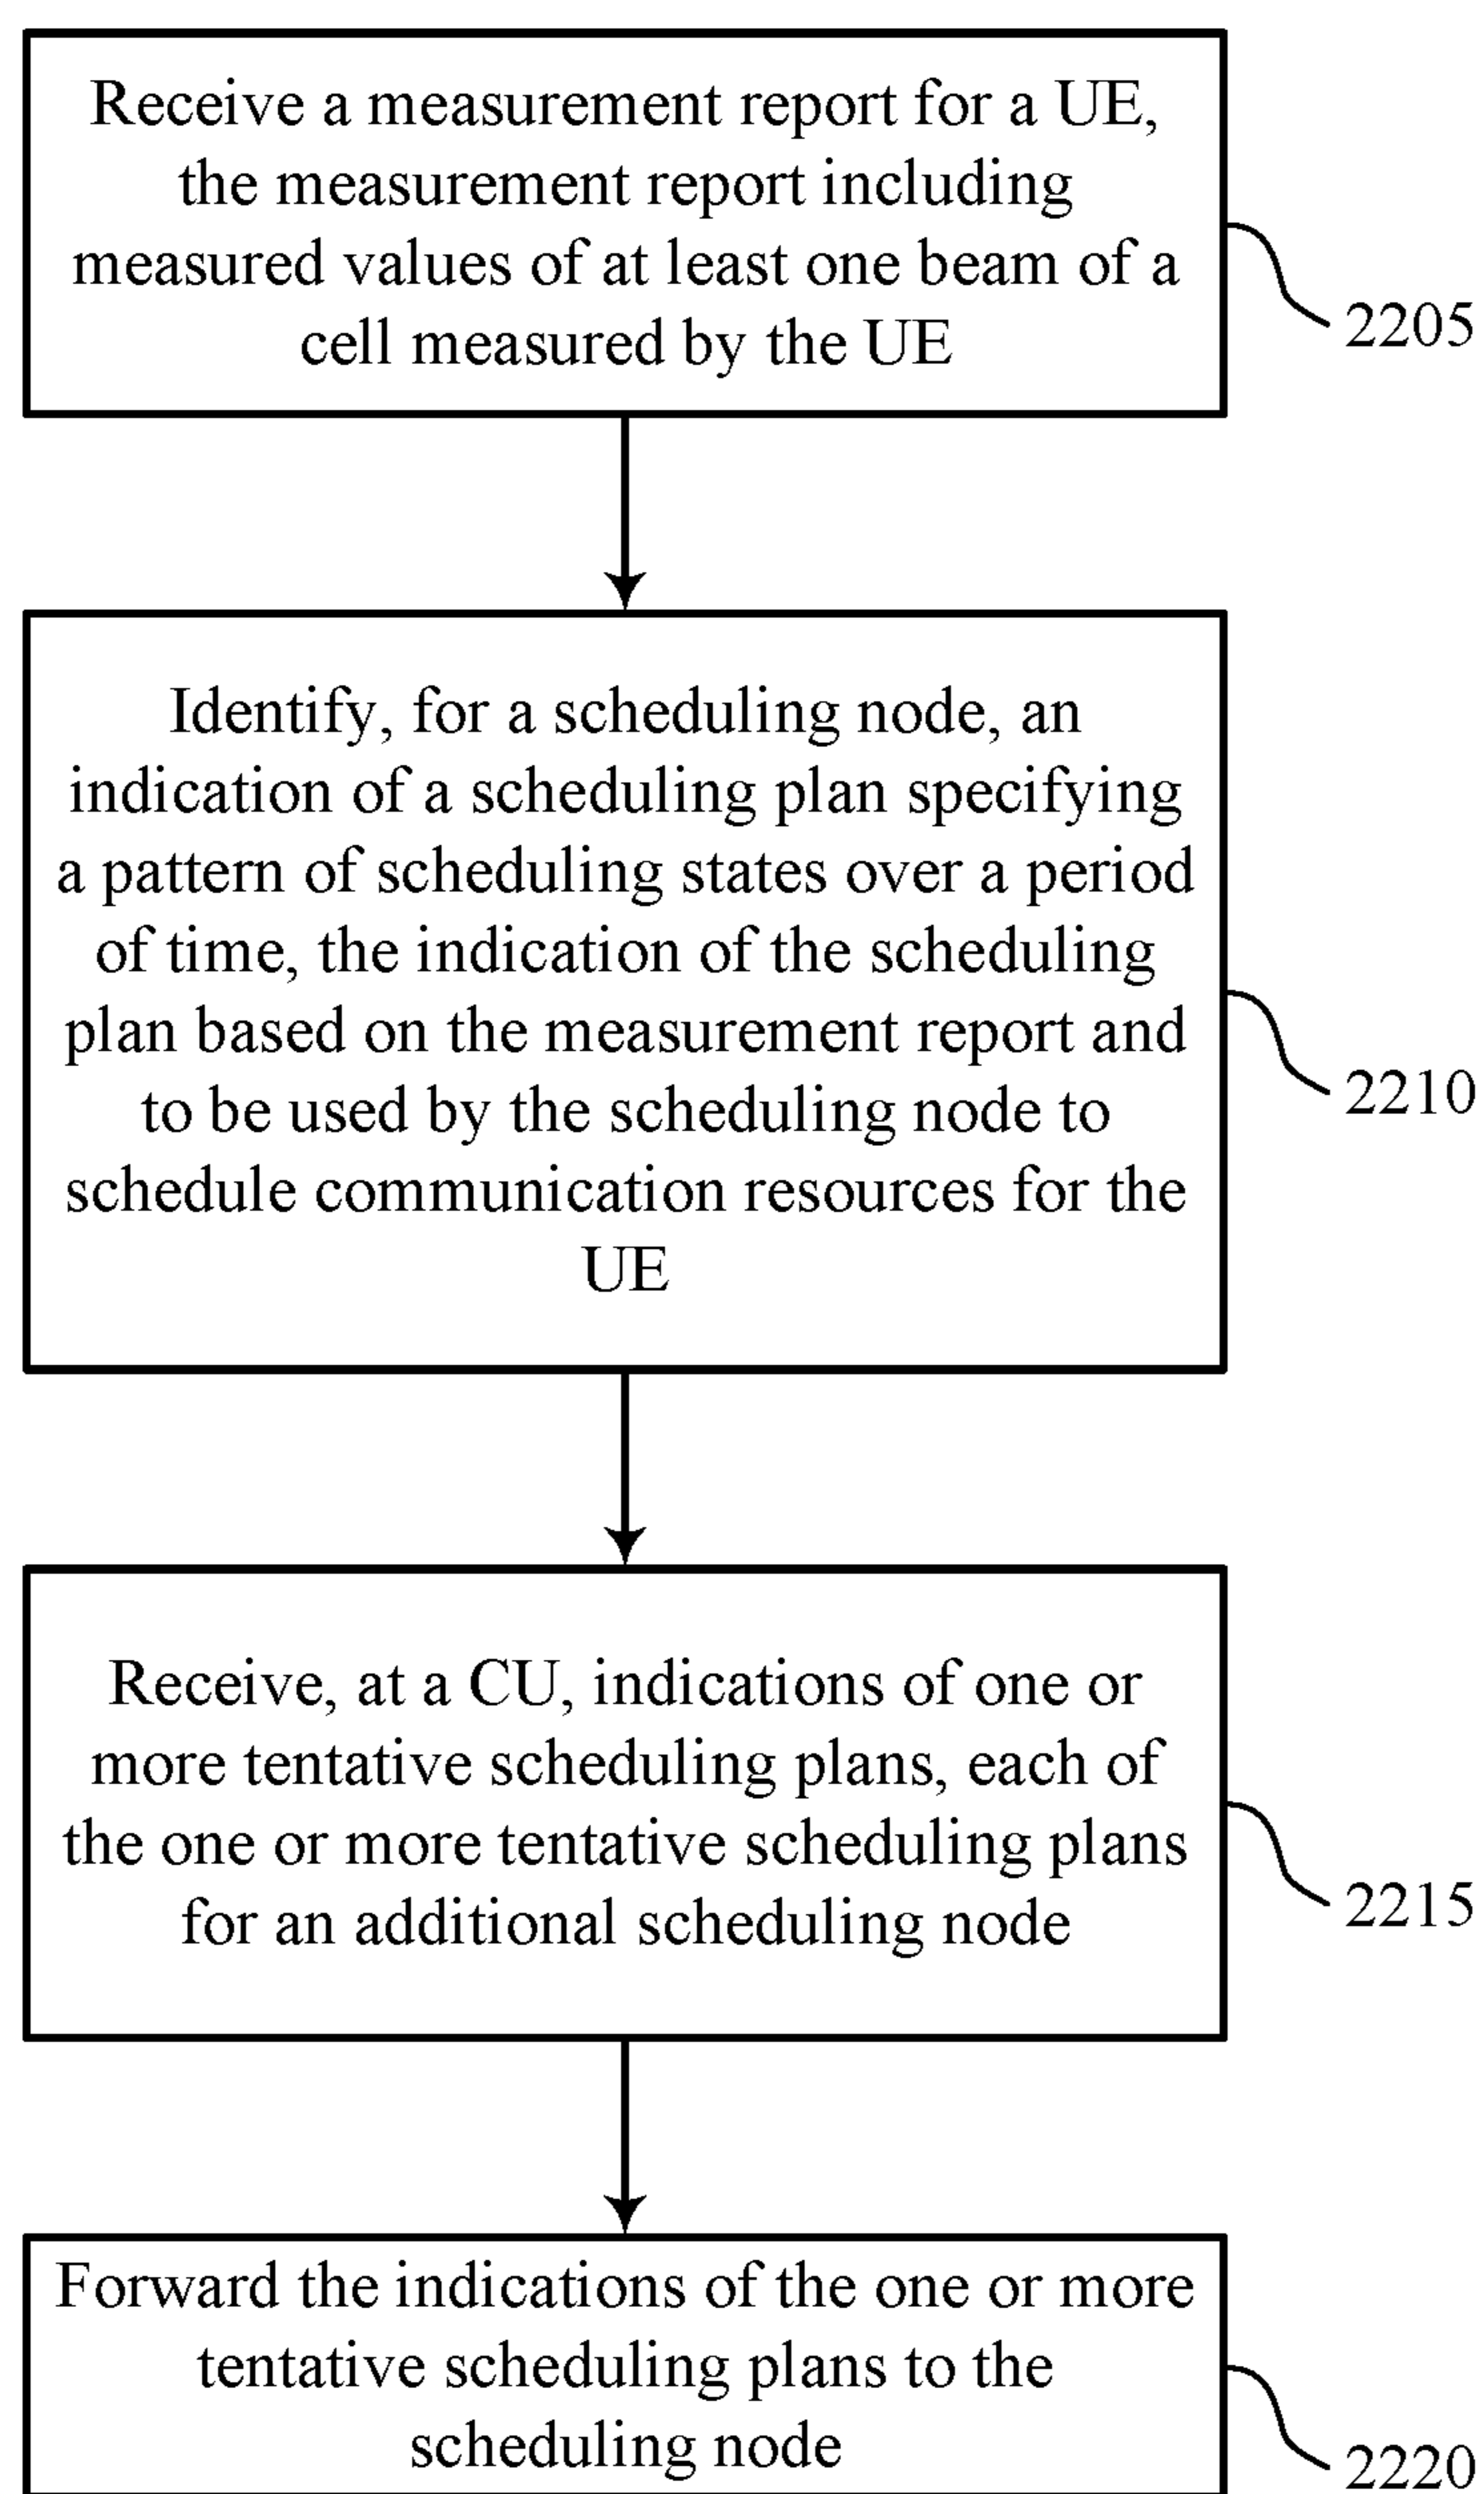 Receive a measurement report for a UE,
the measurement report including
measured values of at least one beam of a
cell measured by the UE
2205
Identify, for a scheduling node, an
indication of a scheduling plan specifying
a pattern of scheduling states over a period
of time, the indication of the scheduling
plan based on the measurement report and
to be used by the scheduling node to
schedule communication resources for the
UE
2210
Receive, at a CU, indications of one or
more tentative scheduling plans, each of
the one or more tentative scheduling plans
for an additional scheduling node
2215
Forward the indications of the one or more
tentative scheduling plans to the
scheduling node
2220